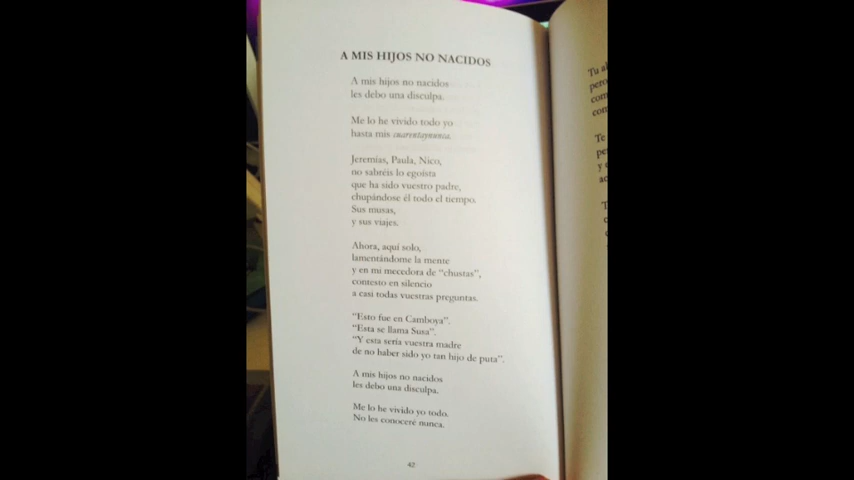 A MIS HIJOS NO NACIDOS
A mis hijos no nacidos
les debo una disculpa.
Me lo he vivido todo yo
hasta mis cuarentaynunca.
Jeremías, Paula, Nico,
no sabréis lo egoísta
que ha sido vuestro padre,
chupándose él todo el tiempo.
Sus musas,
y sus viajes.
Ahora, aquí solo,
lamentándome la mente
y en mi mecedora de “chustas”,
contesto en silencio
a casi todas vuestras preguntas.
“Esto fue en Camboya”.
“Esta se llama Susa”.
“Y esta sería vuestra madre
de no haber sido yo tan hijo de puta”.
A mis hijos no nacidos
les debo una disculpa.
Me lo he vivido yo todo.
No les conoceré nunca.
42
Tu
pero
Te
y